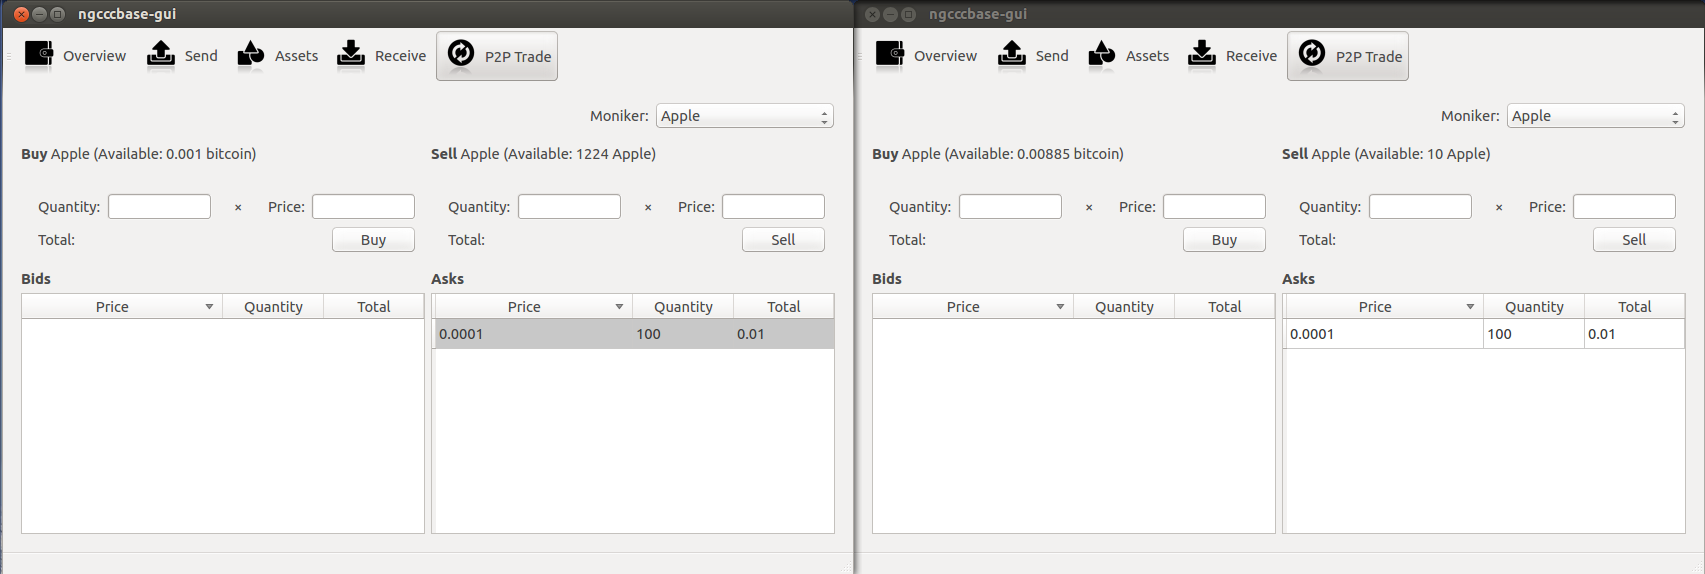 ngcccbase-gui
Overview Send Assets Receive P2P Trade
Moniker: Apple
Buy Apple (Available: 0.001 bitcoin) Sell Apple (Available: 1224 Apple)
Quantity: × Price: Quantity: × Price:
Total: Buy Total: Sell
Bids Asks
Price Quantity Total Price Quantity Total
0.0001 100 0.01
ngcccbase-gui
Overview Send Assets Receive P2P Trade
Moniker: Apple
Buy Apple (Available: 0.00885 bitcoin) Sell Apple (Available: 10 Apple)
Quantity: × Price: Quantity: × Price:
Total: Buy Total: Sell
Bids Asks
Price Quantity Total Price Quantity Total
0.0001 100 0.01